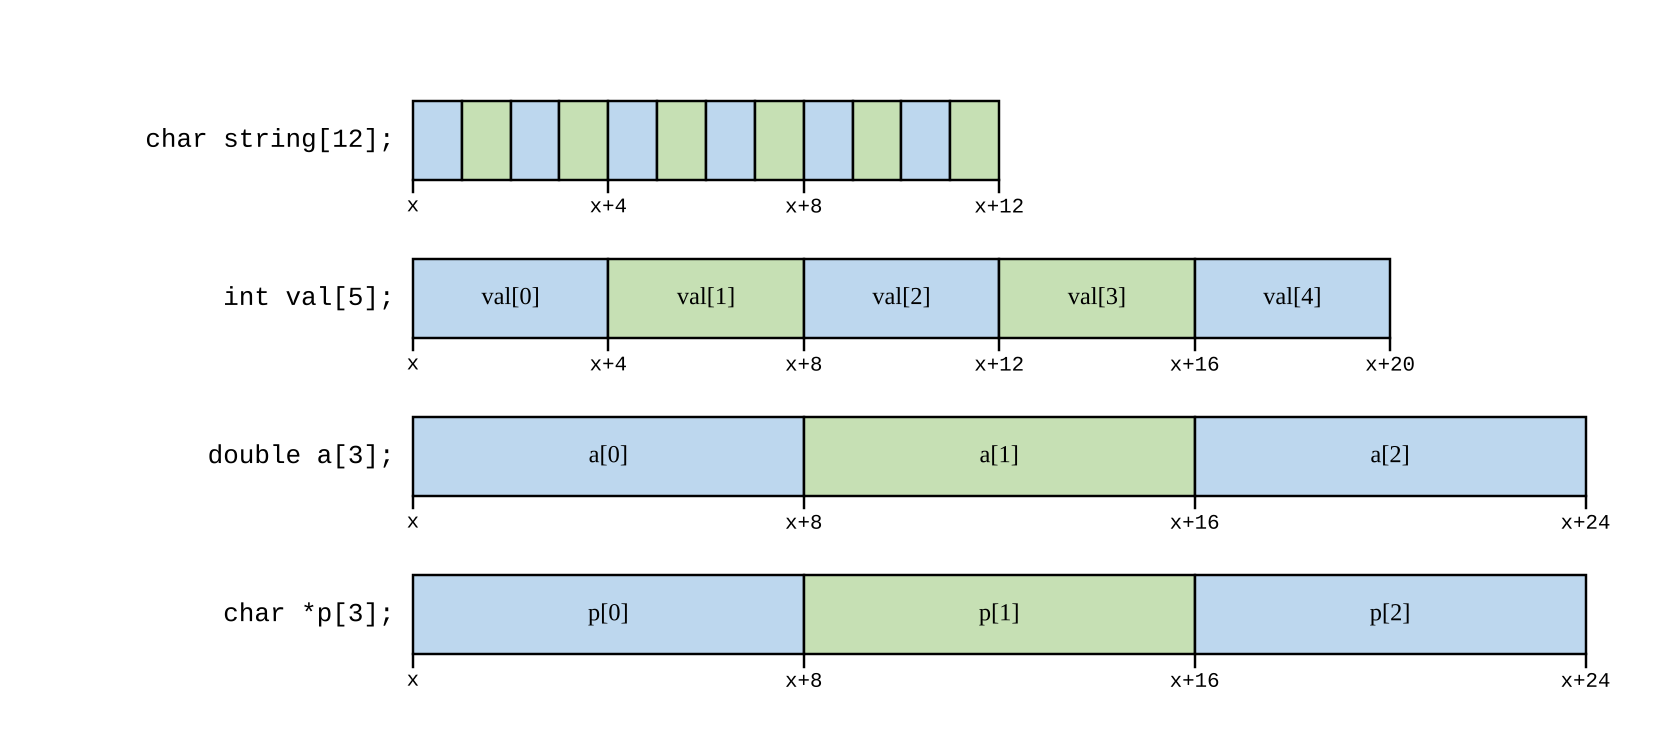 char string[12];
x x+4 x+8 x+12
int val[5]; val[0] val[1] val[2] val[3] val[4]
x x+4 x+8 x+12 x+16 x+20
double a[3]; a[0] a[1] a[2]
x x+8 x+16 x+24
char *p[3]; p[0] p[1] p[2]
x x+8 x+16 x+24